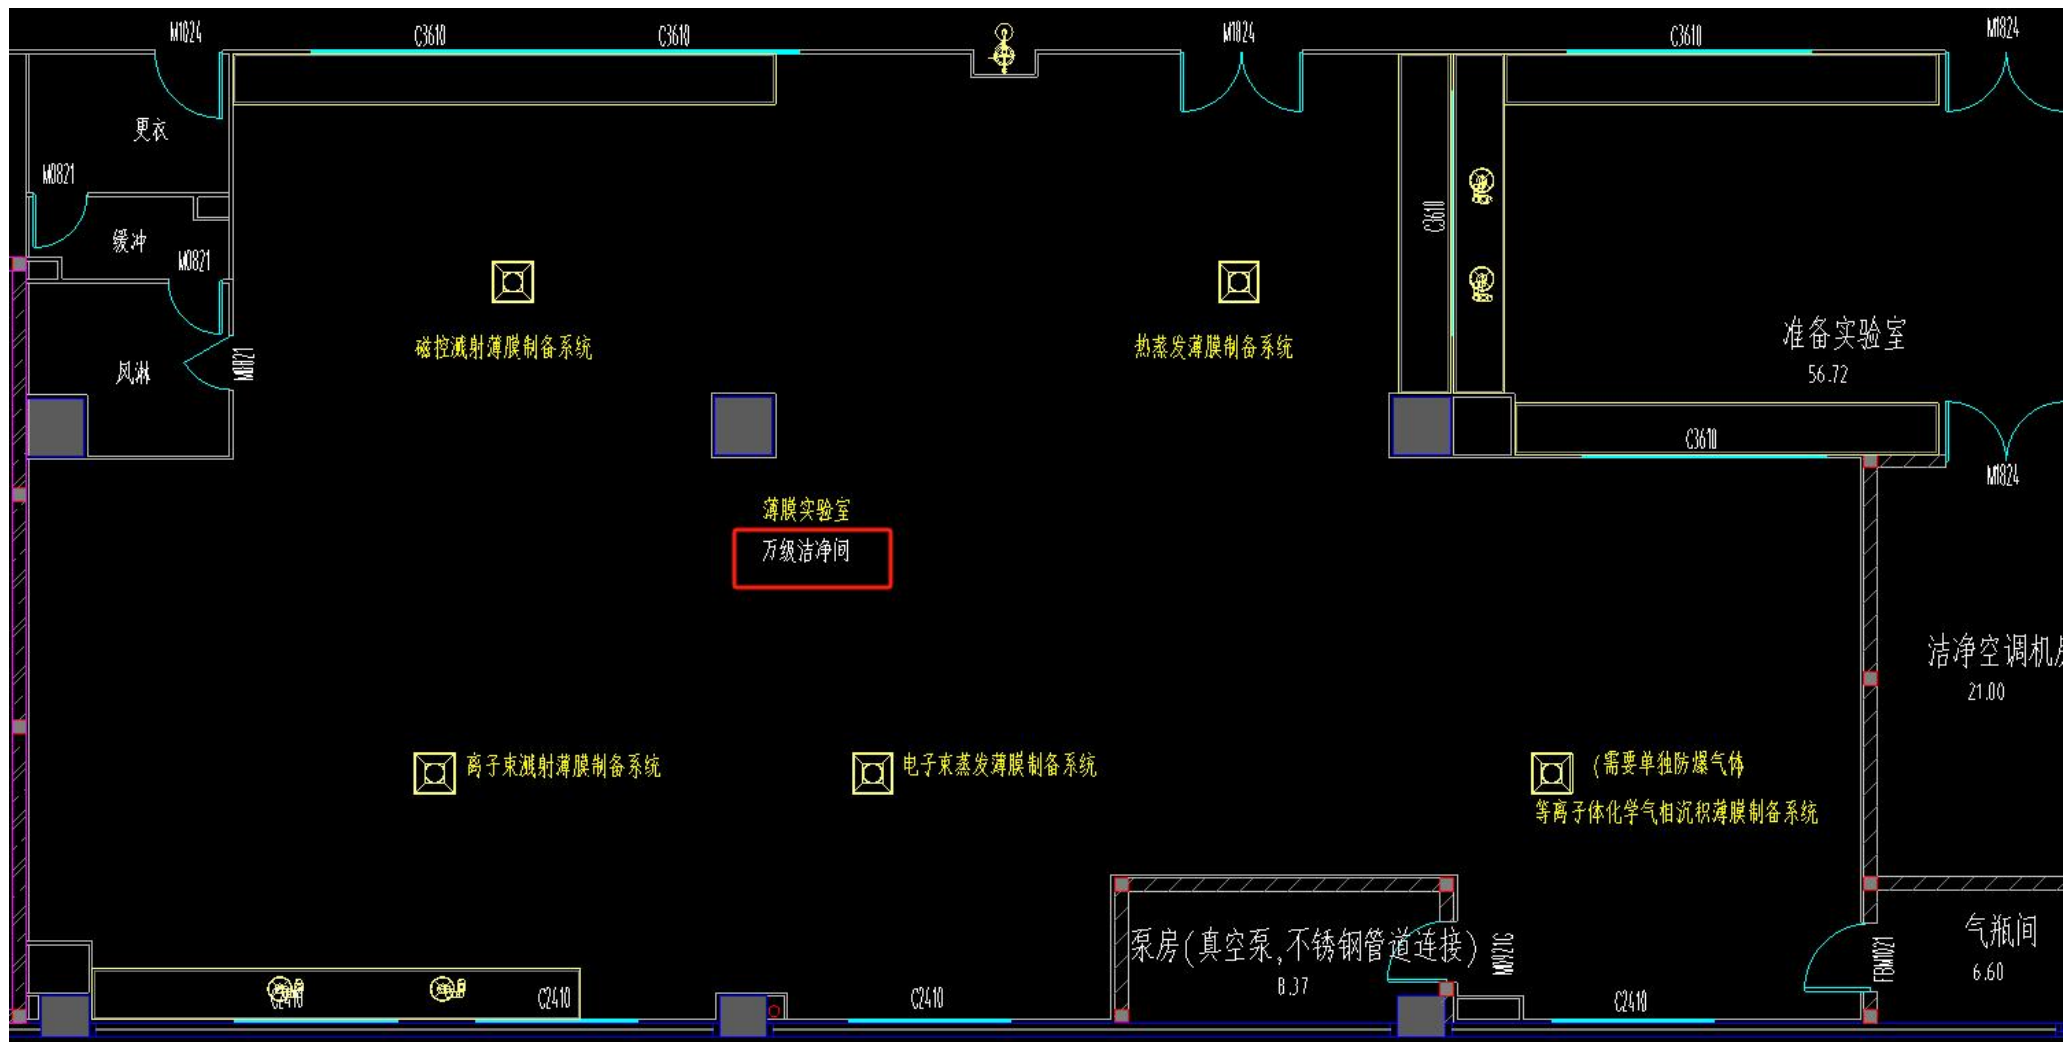 M1024
C3610
C3610
M1824
C3610
M1824
更衣
M0821
缓冲
M0821
C3610
磁控溅射薄膜制备系统
热蒸发薄膜制备系统
准备实验室
56.72
风淋
M0821
C3610
M1824
薄膜实验室
万级洁净间
洁净空调机
21.00
离子束溅射薄膜制备系统
电子束蒸发薄膜制备系统
(需要单独防爆气体
等离子体化学气相沉积薄膜制备系统
泵房(真空泵,不锈钢管道连接)
8.37
M0921G
FBM1021
气瓶间
6.60
C2410
C2410
C2410
C2410